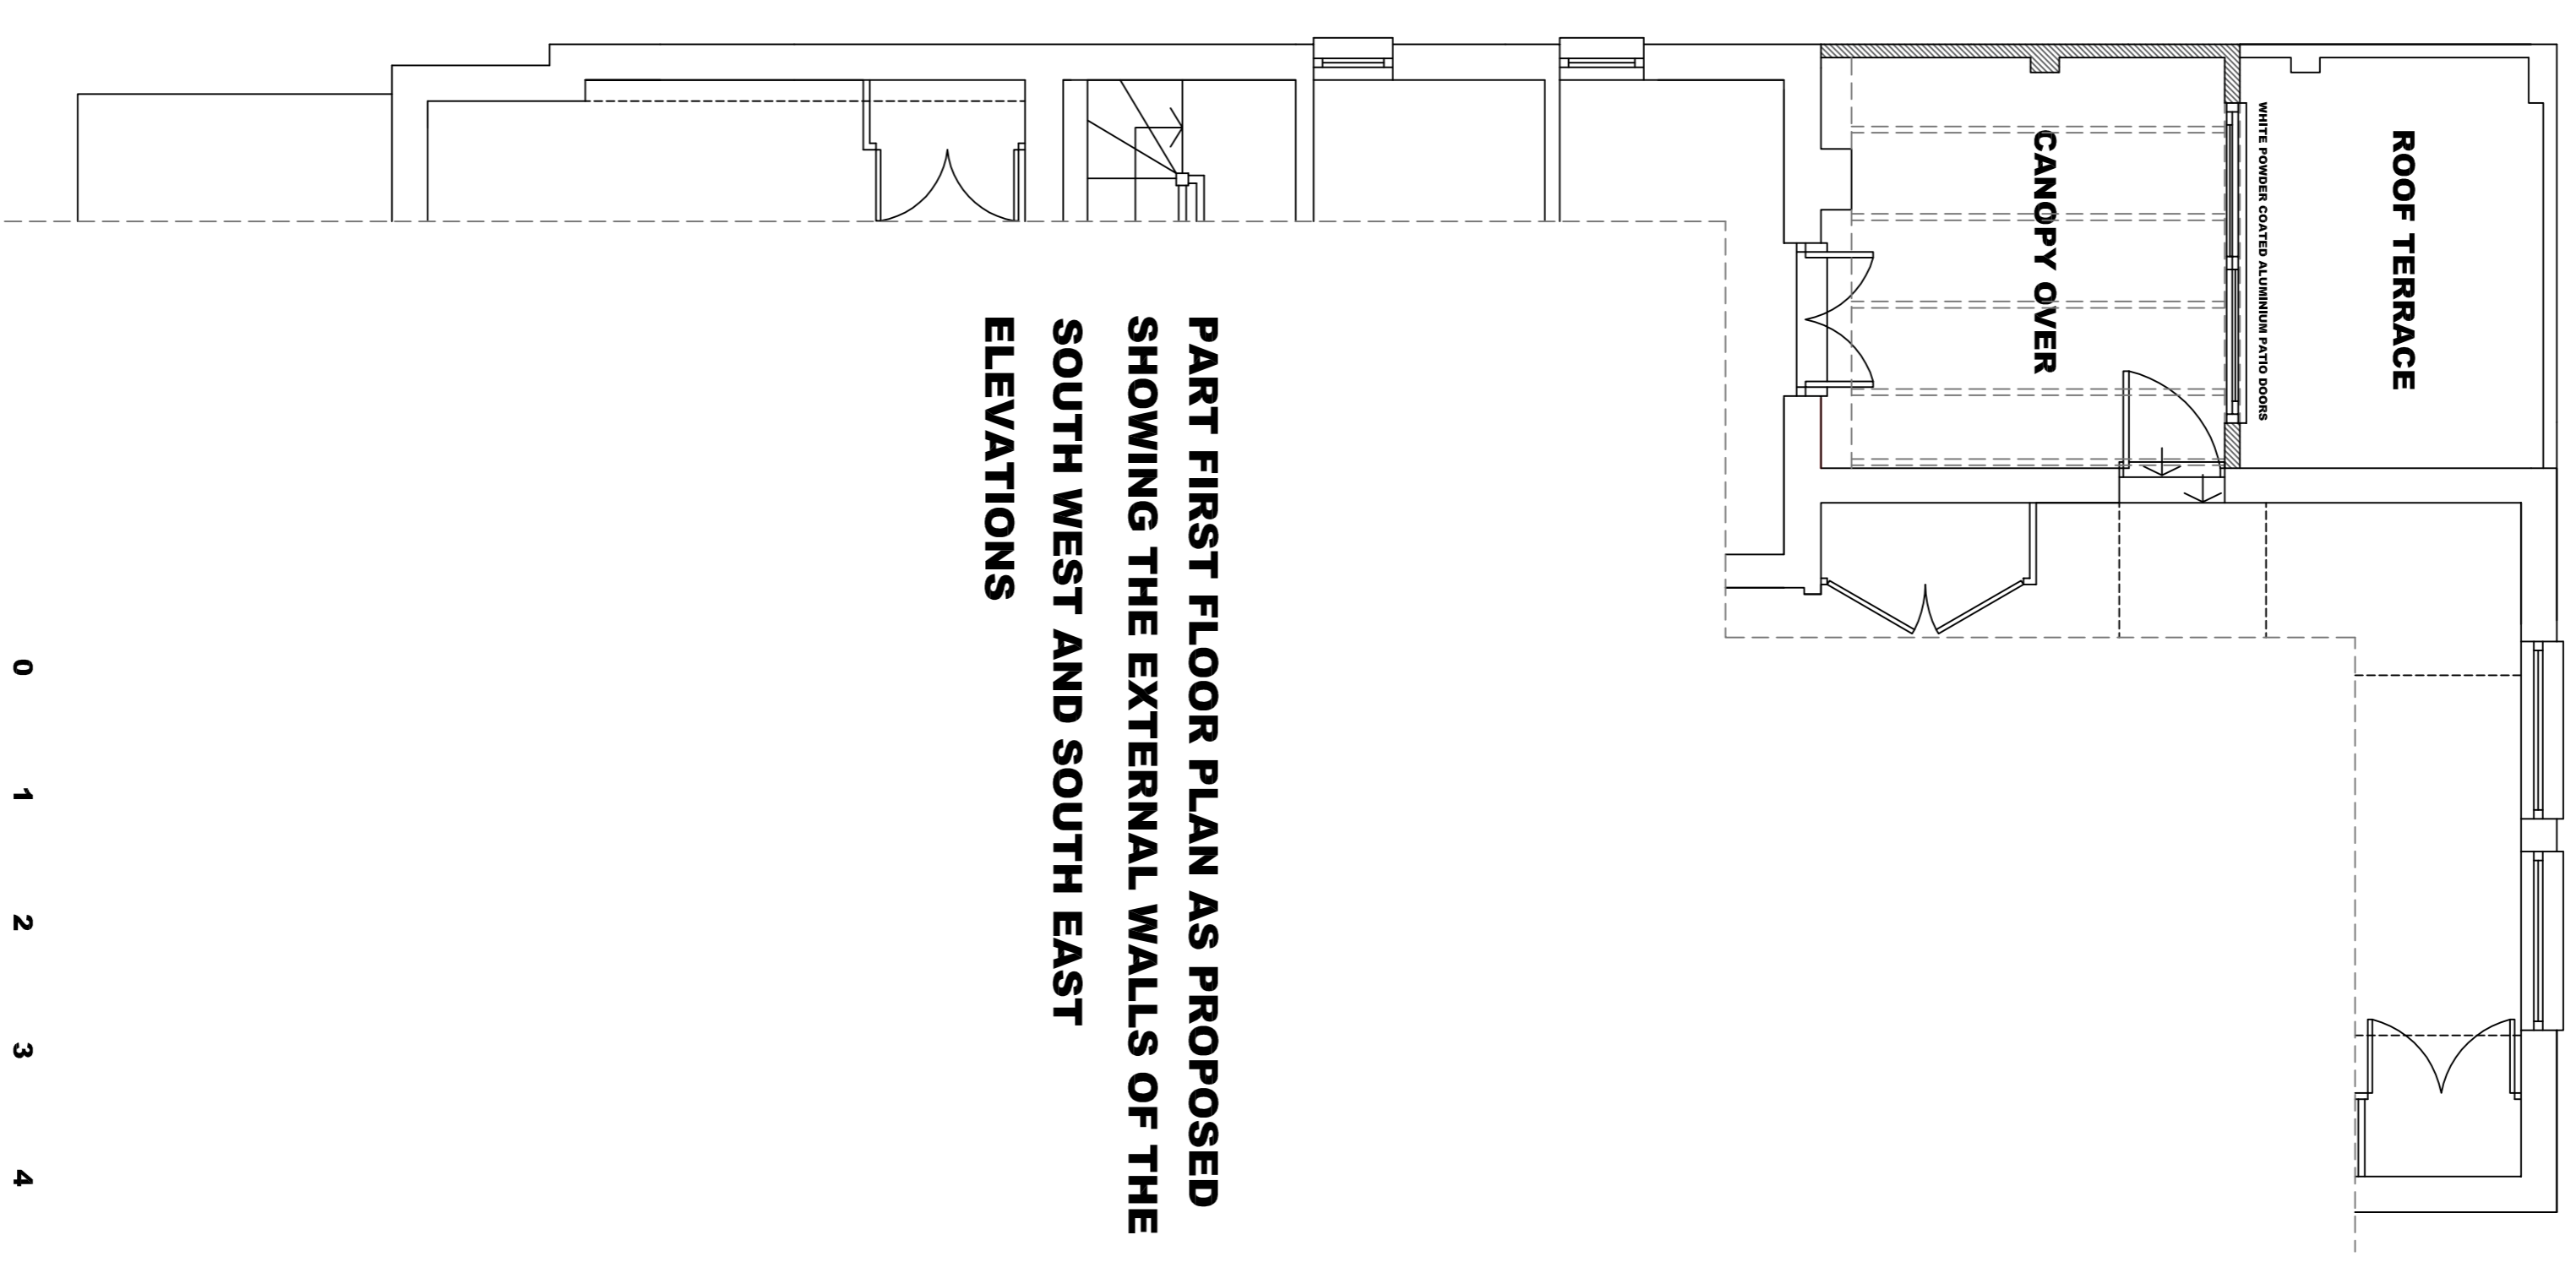 ROOF TERRACE
WHITE POWDER COATED ALUMINIUM PATIO DOORS
CANOPY OVER
PART FIRST FLOOR PLAN AS PROPOSED
SHOWING THE EXTERNAL WALLS OF THE
SOUTH WEST AND SOUTH EAST
ELEVATIONS
0 1 2 3 4